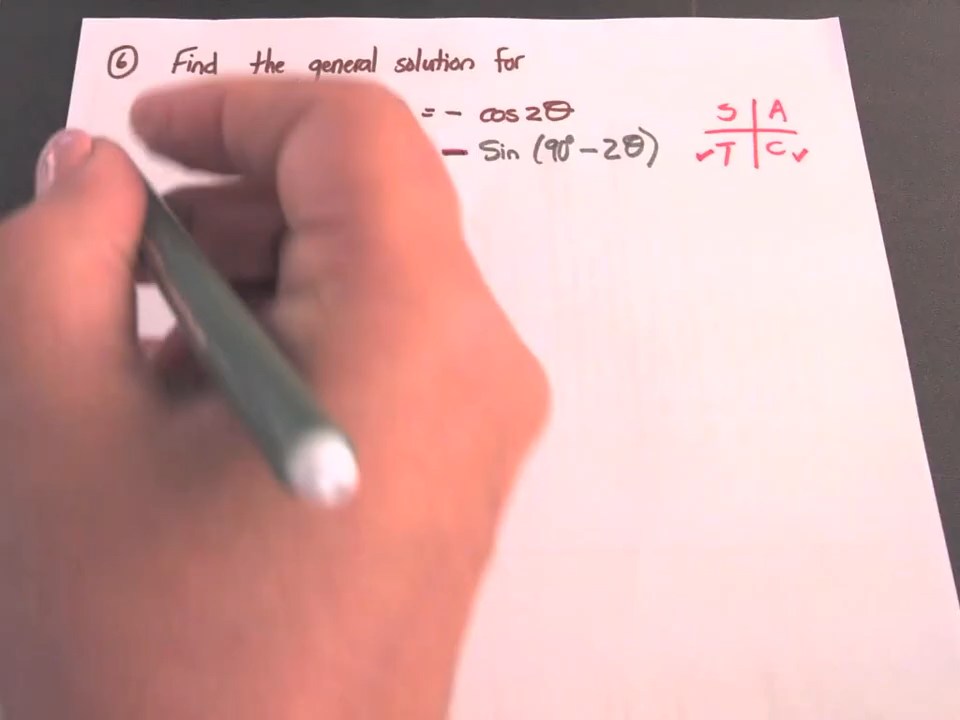 ⑥ Find the general solution for
= - cos 2θ
- Sin (90° - 2θ)
S A
✓ T C ✓